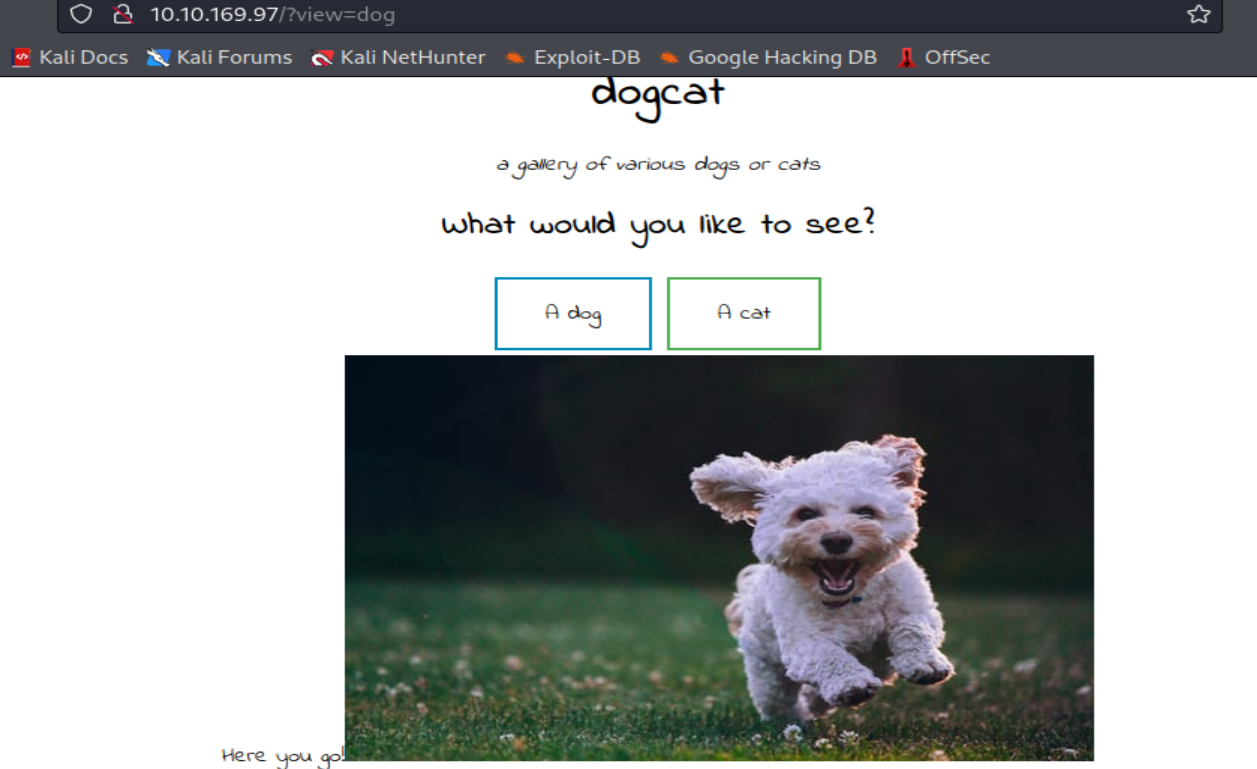 10.10.169.97/?view=dog
Kali Docs Kali Forums Kali NetHunter Exploit-DB Google Hacking DB OffSec
dogcat
a gallery of various dogs or cats
What would you like to see?
A dog A cat
Here you go!